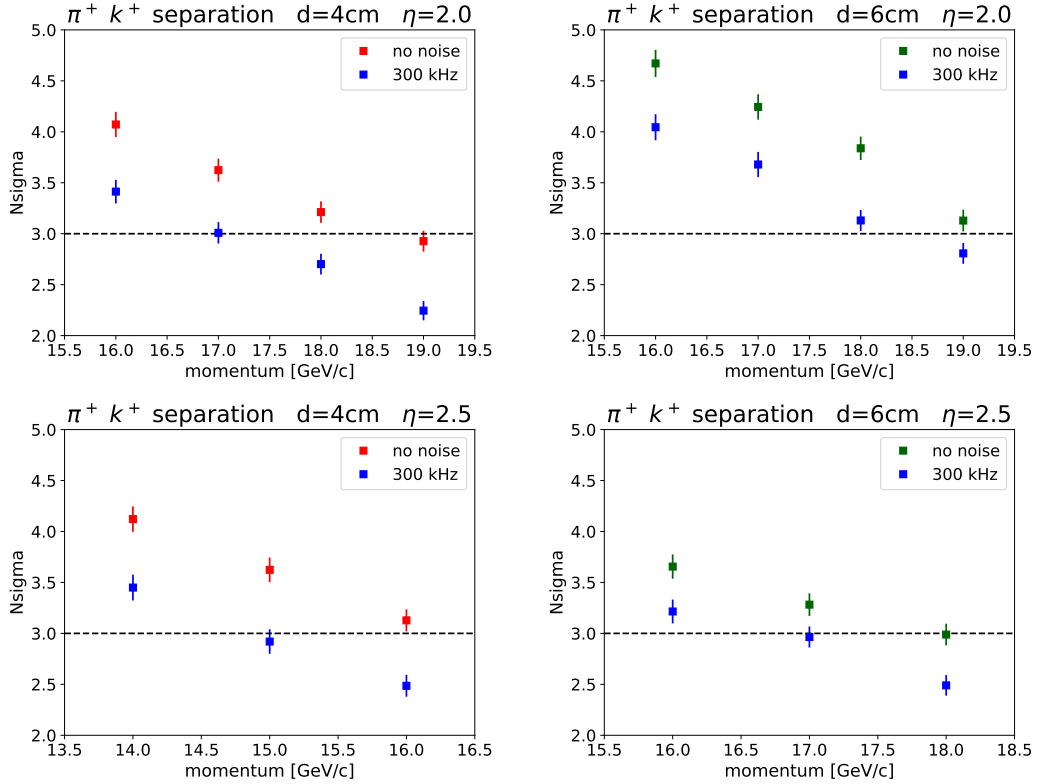 π⁺ k⁺ separation d=4cm η=2.0
5.0
4.5
4.0
3.5
3.0
2.5
2.0
Nsigma
no noise
300 kHz
15.5 16.0 16.5 17.0 17.5 18.0 18.5 19.0 19.5
momentum [GeV/c]
π⁺ k⁺ separation d=6cm η=2.0
5.0
4.5
4.0
3.5
3.0
2.5
2.0
Nsigma
no noise
300 kHz
15.5 16.0 16.5 17.0 17.5 18.0 18.5 19.0 19.5
momentum [GeV/c]
π⁺ k⁺ separation d=4cm η=2.5
5.0
4.5
4.0
3.5
3.0
2.5
2.0
Nsigma
no noise
300 kHz
13.5 14.0 14.5 15.0 15.5 16.0 16.5
momentum [GeV/c]
π⁺ k⁺ separation d=6cm η=2.5
5.0
4.5
4.0
3.5
3.0
2.5
2.0
Nsigma
no noise
300 kHz
15.5 16.0 16.5 17.0 17.5 18.0 18.5
momentum [GeV/c]